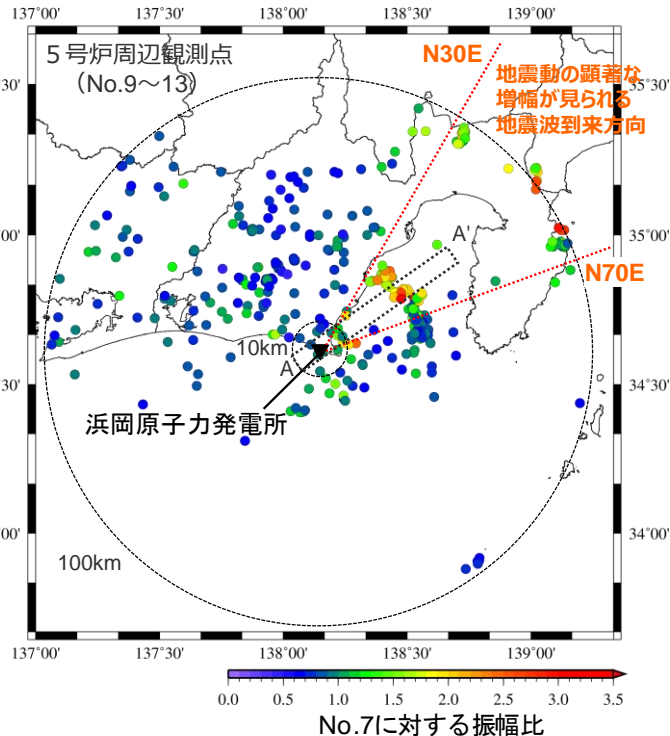 137°00' 137°30' 138°00' 138°30' 139°00'
５号炉周辺観測点
（No.9～13）
N30E
地震動の顕著な
増幅が見られる
地震波到来方向
:30' 35°30'
:00' 35°00'
A'
N70E
10km
A
:30' 34°30'
浜岡原子力発電所
:00' 34°00'
100km
137°00' 137°30' 138°00' 138°30' 139°00'
0.0 0.5 1.0 1.5 2.0 2.5 3.0 3.5
No.7に対する振幅比